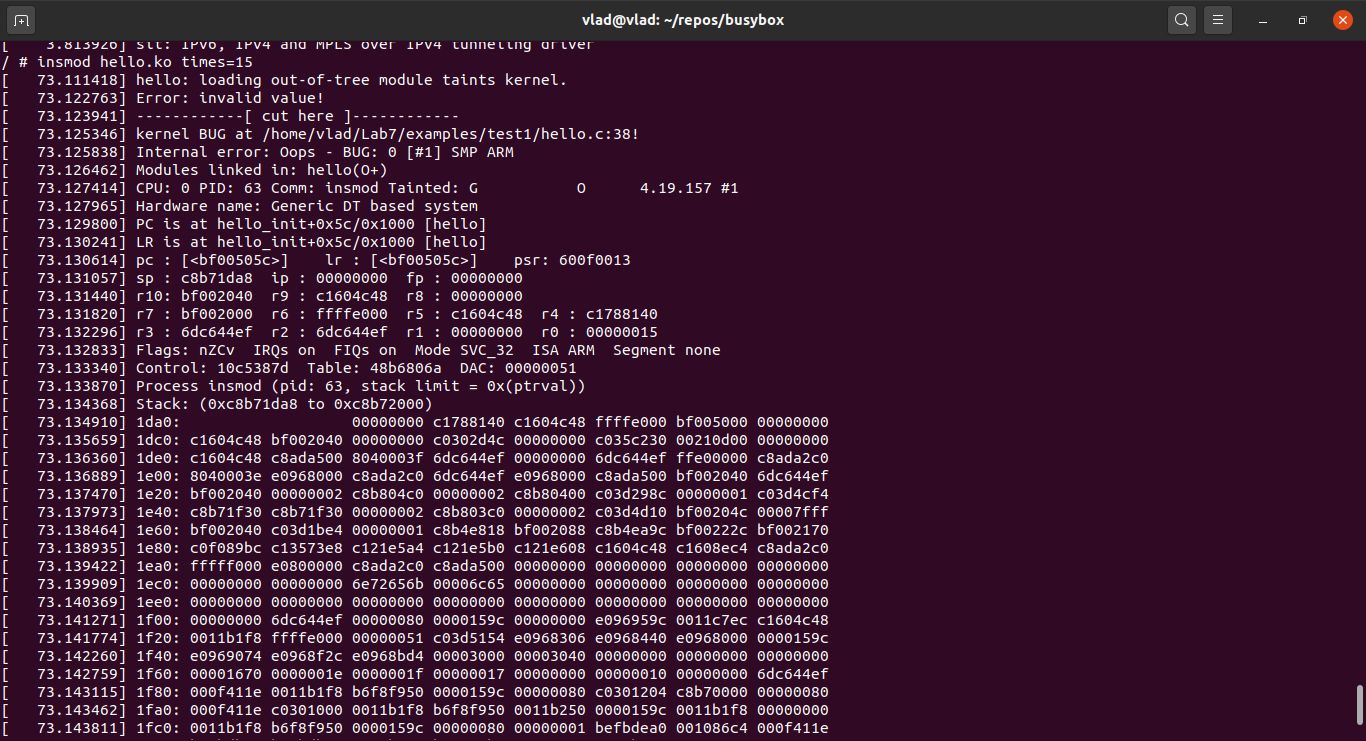 vlad@vlad: ~/repos/busybox
[    3.813926] sit: IPv6, IPv4 and MPLS over IPv4 tunneling driver
/ # insmod hello.ko times=15
[   73.111418] hello: loading out-of-tree module taints kernel.
[   73.122763] Error: invalid value!
[   73.123941] ------------[ cut here ]------------
[   73.125346] kernel BUG at /home/vlad/Lab7/examples/test1/hello.c:38!
[   73.125838] Internal error: Oops - BUG: 0 [#1] SMP ARM
[   73.126462] Modules linked in: hello(O+)
[   73.127414] CPU: 0 PID: 63 Comm: insmod Tainted: G           O      4.19.157 #1
[   73.127965] Hardware name: Generic DT based system
[   73.129800] PC is at hello_init+0x5c/0x1000 [hello]
[   73.130241] LR is at hello_init+0x5c/0x1000 [hello]
[   73.130614] pc : [<bf00505c>]    lr : [<bf00505c>]    psr: 600f0013
[   73.131057] sp : c8b71da8  ip : 00000000  fp : 00000000
[   73.131440] r10: bf002040  r9 : c1604c48  r8 : 00000000
[   73.131820] r7 : bf002000  r6 : ffffe000  r5 : c1604c48  r4 : c1788140
[   73.132296] r3 : 6dc644ef  r2 : 6dc644ef  r1 : 00000000  r0 : 00000015
[   73.132833] Flags: nZCv  IRQs on  FIQs on  Mode SVC_32  ISA ARM  Segment none
[   73.133340] Control: 10c5387d  Table: 48b6806a  DAC: 00000051
[   73.133870] Process insmod (pid: 63, stack limit = 0x(ptrval))
[   73.134368] Stack: (0xc8b71da8 to 0xc8b72000)
[   73.134910] 1da0:                   00000000 c1788140 c1604c48 ffffe000 bf005000 00000000
[   73.135659] 1dc0: c1604c48 bf002040 00000000 c0302d4c 00000000 c035c230 00210d00 00000000
[   73.136360] 1de0: c1604c48 c8ada500 8040003f 6dc644ef 00000000 6dc644ef ffe00000 c8ada2c0
[   73.136889] 1e00: 8040003e e0968000 c8ada2c0 6dc644ef e0968000 c8ada500 bf002040 6dc644ef
[   73.137470] 1e20: bf002040 00000002 c8b804c0 00000002 c8b80400 c03d298c 00000001 c03d4cf4
[   73.137973] 1e40: c8b71f30 c8b71f30 00000002 c8b803c0 00000002 c03d4d10 bf00204c 00007fff
[   73.138464] 1e60: bf002040 c03d1be4 00000001 c8b4e818 bf002088 c8b4ea9c bf00222c bf002170
[   73.138935] 1e80: c0f089bc c13573e8 c121e5a4 c121e5b0 c121e608 c1604c48 c1608ec4 c8ada2c0
[   73.139422] 1ea0: fffff000 e0800000 c8ada2c0 c8ada500 00000000 00000000 00000000 00000000
[   73.139909] 1ec0: 00000000 00000000 6e72656b 00006c65 00000000 00000000 00000000 00000000
[   73.140369] 1ee0: 00000000 00000000 00000000 00000000 00000000 00000000 00000000 00000000
[   73.141271] 1f00: 00000000 6dc644ef 00000080 0000159c 00000000 e096959c 0011c7ec c1604c48
[   73.141774] 1f20: 0011b1f8 ffffe000 00000051 c03d5154 e0968306 e0968440 e0968000 0000159c
[   73.142260] 1f40: e0969074 e0968f2c e0968bd4 00003000 00003040 00000000 00000000 00000000
[   73.142759] 1f60: 00001670 0000001e 0000001f 00000017 00000000 00000010 00000000 6dc644ef
[   73.143115] 1f80: 000f411e 0011b1f8 b6f8f950 0000159c 00000080 c0301204 c8b70000 00000080
[   73.143462] 1fa0: 000f411e c0301000 0011b1f8 b6f8f950 0011b250 0000159c 0011b1f8 00000000
[   73.143811] 1fc0: 0011b1f8 b6f8f950 0000159c 00000080 00000001 befbdea0 001086c4 000f411e